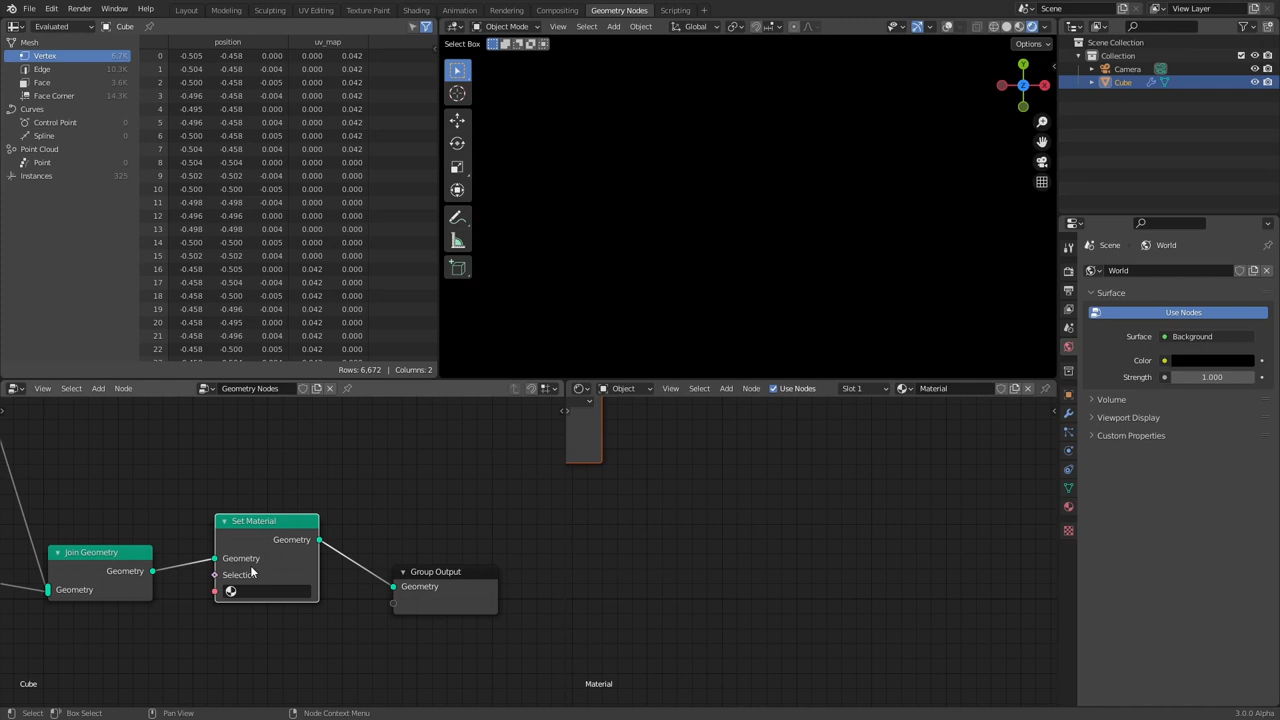 File Edit Render Window Help Layout Modeling Sculpting UV Editing Texture Paint Shading Animation Rendering Compositing Geometry Nodes Scripting + Scene View Layer
Evaluated Cube Object Mode View Select Add Object Global
Select Box Options
Mesh
Vertex 6.7K
Edge 10.3K
Face 3.6K
Face Corner 14.3K
Curves
Control Point 0
Spline 0
Point Cloud
Point 0
Instances 325
position uv_map
0 -0.505 -0.458 0.000 0.000 0.042
1 -0.504 -0.458 -0.004 0.000 0.042
2 -0.500 -0.458 -0.005 0.000 0.042
3 -0.496 -0.458 -0.004 0.000 0.042
4 -0.495 -0.458 0.000 0.000 0.042
5 -0.496 -0.458 0.004 0.000 0.042
6 -0.500 -0.458 0.005 0.000 0.042
7 -0.504 -0.458 0.004 0.000 0.042
8 -0.504 -0.504 0.000 0.000 0.000
9 -0.502 -0.502 -0.004 0.000 0.000
10 -0.500 -0.500 -0.005 0.000 0.000
11 -0.498 -0.498 -0.004 0.000 0.000
12 -0.496 -0.496 0.000 0.000 0.000
13 -0.498 -0.498 0.004 0.000 0.000
14 -0.500 -0.500 0.005 0.000 0.000
15 -0.502 -0.502 0.004 0.000 0.000
16 -0.458 -0.505 0.000 0.042 0.000
17 -0.458 -0.504 -0.004 0.042 0.000
18 -0.458 -0.500 -0.005 0.042 0.000
19 -0.458 -0.496 -0.004 0.042 0.000
20 -0.458 -0.495 0.000 0.042 0.000
21 -0.458 -0.496 0.004 0.042 0.000
22 -0.458 -0.500 0.005 0.042 0.000
Rows: 6,672 | Columns: 2
Y
X
Z
Scene Collection
Collection
Camera
Cube
Scene World
World
Surface
Use Nodes
Surface Background
Color
Strength 1.000
Volume
Viewport Display
Custom Properties
View Select Add Node Geometry Nodes
Object View Select Add Node Use Nodes Slot 1 Material
Join Geometry
Geometry
Geometry
Set Material
Geometry
Geometry
Selection
Group Output
Geometry
Cube
Material
Select Box Select Pan View Node Context Menu 3.0.0 Alpha